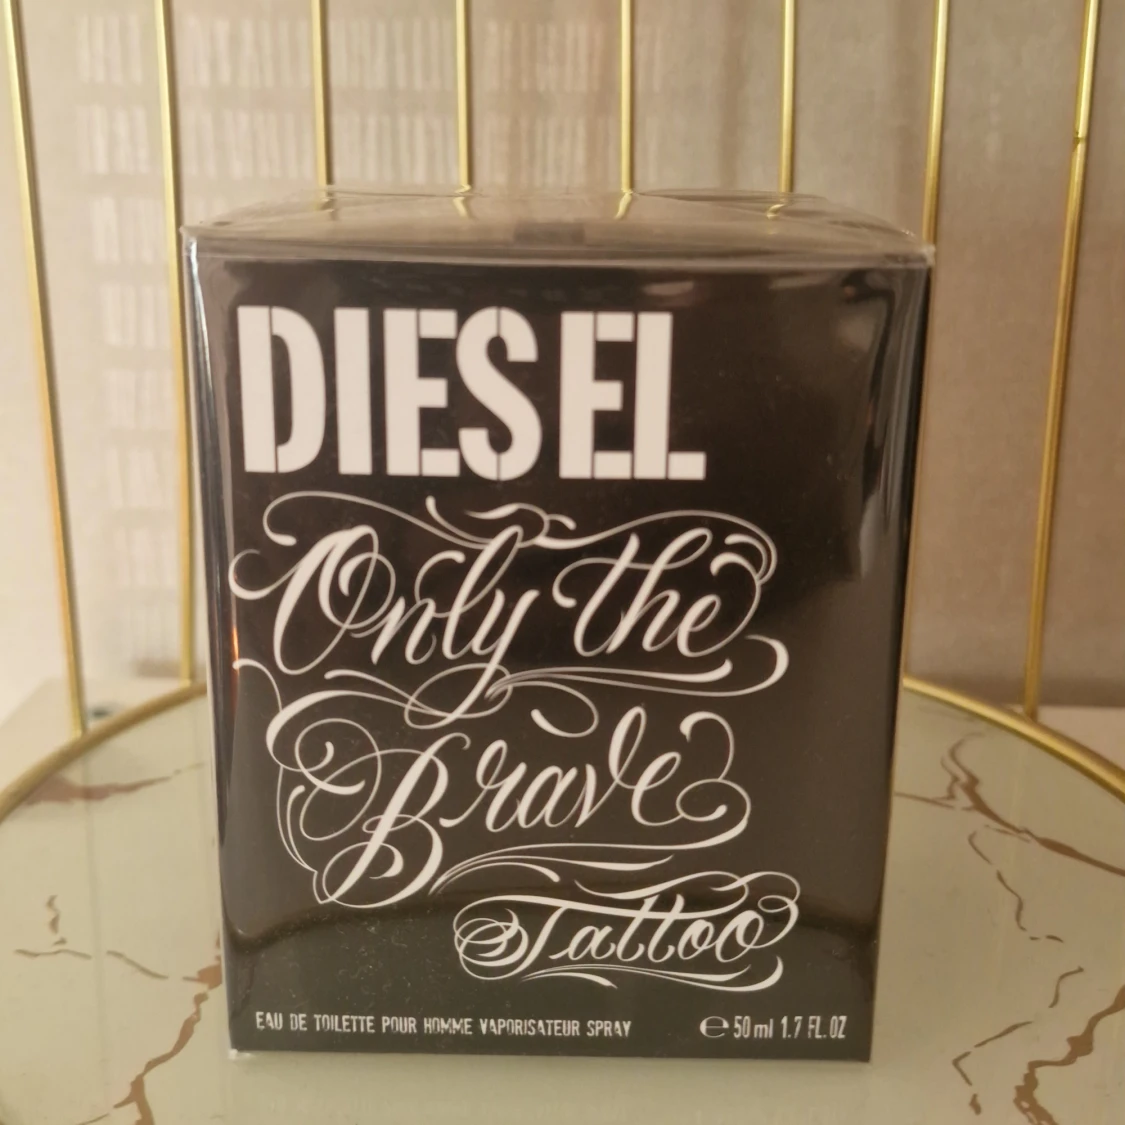 DIESEL
Only the
Brave
Tattoo
EAU DE TOILETTE POUR HOMME VAPORISATEUR SPRAY ℮ 50 ml 1.7 FL.OZ